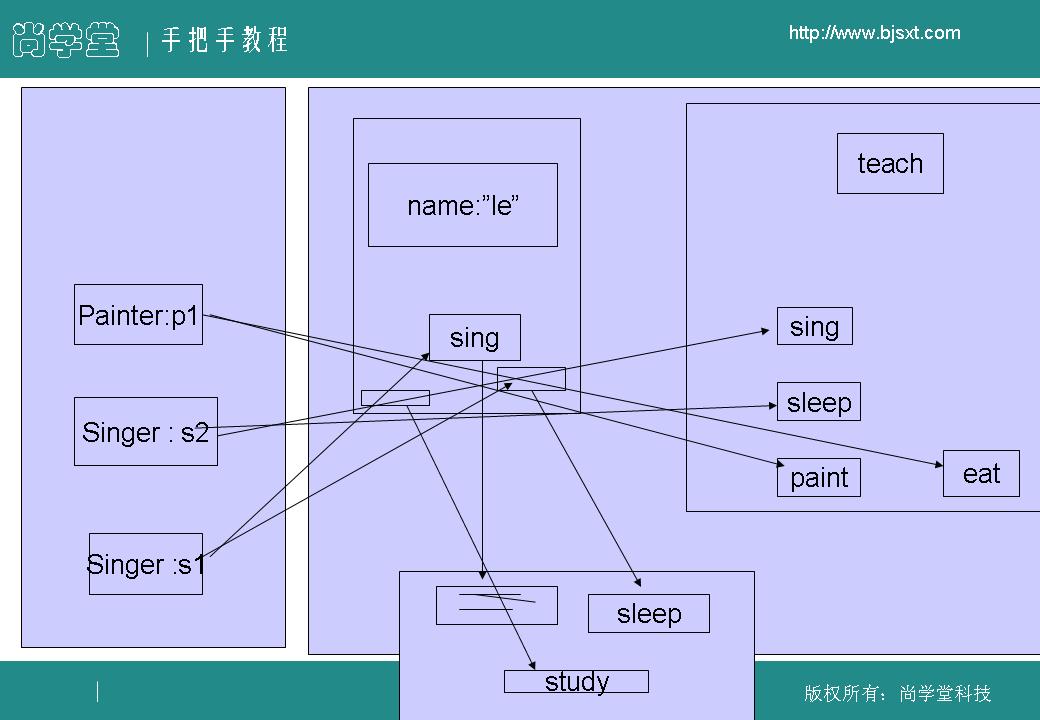 尚学堂
手把手教程
http://www.bjsxt.com
teach
name:”le”
Painter:p1
sing
sing
sleep
Singer : s2
paint
eat
Singer :s1
sleep
study
版权所有：尚学堂科技